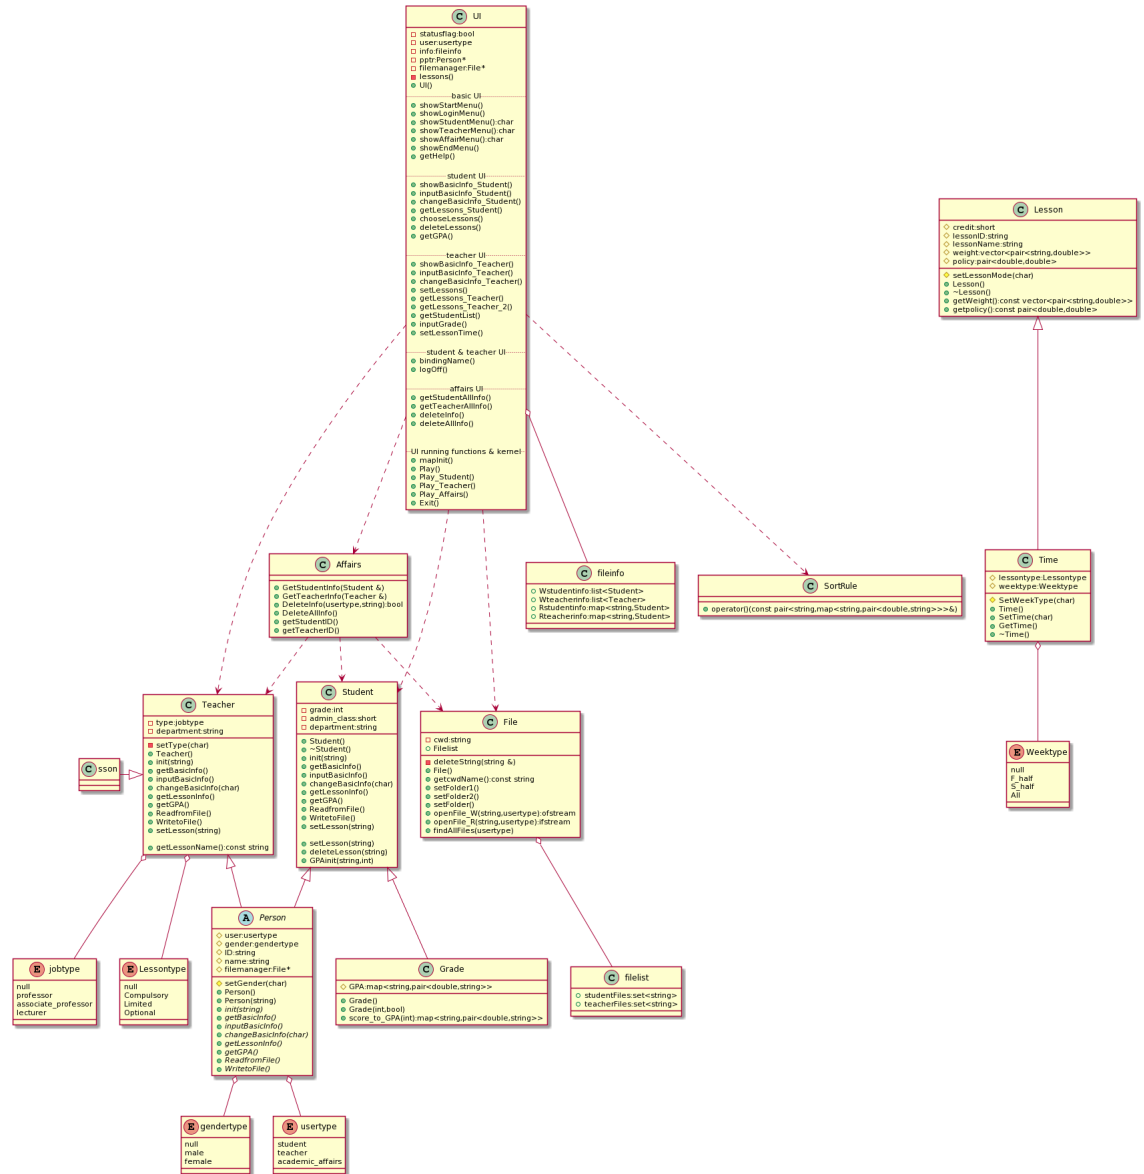 UI
statusflag:bool
user:usertype
info:fileinfo
pptr:Person*
filemanager:File*
lessons()
UI()
basic UI
showStartMenu()
showLoginMenu()
showStudentMenu():char
showTeacherMenu():char
showAffairMenu():char
showEndMenu()
getHelp()
student UI
showBasicInfo_Student()
inputBasicInfo_Student()
changeBasicInfo_Student()
getLessons_Student()
chooseLessons()
deleteLessons()
getGPA()
teacher UI
showBasicInfo_Teacher()
inputBasicInfo_Teacher()
changeBasicInfo_Teacher()
setLessons()
getLessons_Teacher()
getLessons_Teacher_2()
getStudentList()
inputGrade()
setLessonTime()
student & teacher UI
bindingName()
logOff()
affairs UI
getStudentAllInfo()
getTeacherAllInfo()
deleteInfo()
deleteAllInfo()
UI running functions & kernel
mapInit()
Play()
Play_Student()
Play_Teacher()
Play_Affairs()
Exit()
Lesson
credit:short
lessonID:string
lessonName:string
weight:vector<pair<string,double>>
policy:pair<double,double>
setLessonMode(char)
Lesson()
~Lesson()
getWeight():const vector<pair<string,double>>
getpolicy():const pair<double,double>
Affairs
GetStudentInfo(Student &)
GetTeacherInfo(Teacher &)
DeleteInfo(usertype,string):bool
DeleteAllInfo()
getStudentID()
getTeacherID()
fileinfo
Wstudentinfo:list<Student>
Wteacherinfo:list<Teacher>
Rstudentinfo:map<string,Student>
Rteacherinfo:map<string,Student>
SortRule
operator()(const pair<string,map<string,pair<double,string>>>&)
Time
lessontype:Lessontype
weektype:Weektype
SetWeekType(char)
Time()
SetTime(char)
GetTime()
~Time()
sson
Teacher
type:jobtype
department:string
setType(char)
Teacher()
init(string)
getBasicInfo()
inputBasicInfo()
changeBasicInfo(char)
getLessonInfo()
getGPA()
ReadfromFile()
WritetoFile()
setLesson(string)
getLessonName():const string
Student
grade:int
admin_class:short
department:string
Student()
~Student()
init(string)
getBasicInfo()
inputBasicInfo()
changeBasicInfo(char)
getLessonInfo()
getGPA()
ReadfromFile()
WritetoFile()
setLesson(string)
setLesson(string)
deleteLesson(string)
GPAinit(string,int)
File
cwd:string
Filelist
deleteString(string &)
File()
getcwdName():const string
setFolder1()
setFolder2()
setFolder()
openFile_W(string,usertype):ofstream
openFile_R(string,usertype):ifstream
findAllFiles(usertype)
Weektype
null
F_half
S_half
All
jobtype
null
professor
associate_professor
lecturer
Lessontype
null
Compulsory
Limited
Optional
Person
user:usertype
gender:gendertype
ID:string
name:string
filemanager:File*
setGender(char)
Person()
Person(string)
init(string)
getBasicInfo()
inputBasicInfo()
changeBasicInfo(char)
getLessonInfo()
getGPA()
ReadfromFile()
WritetoFile()
Grade
GPA:map<string,pair<double,string>>
Grade()
Grade(int,bool)
score_to_GPA(int):map<string,pair<double,string>>
filelist
studentFiles:set<string>
teacherFiles:set<string>
gendertype
null
male
female
usertype
student
teacher
academic_affairs